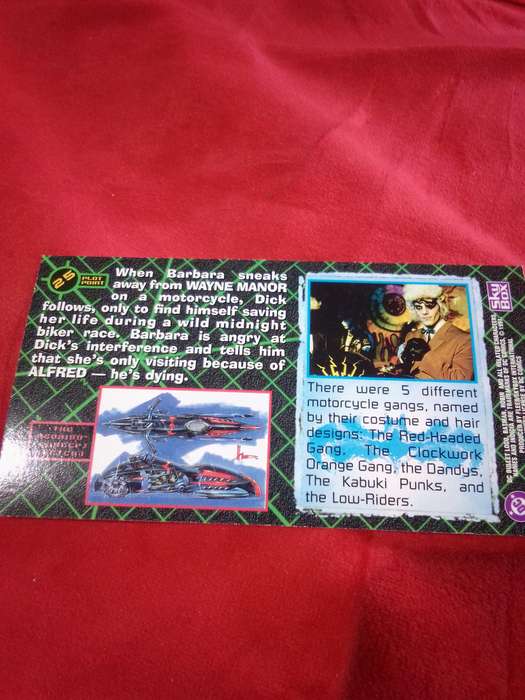 25
PLOT
POINT
When Barbara sneaks
away from WAYNE MANOR
on a motorcycle, Dick
follows, only to find himself saving
her life during a wild midnight
biker race. Barbara is angry at
Dick's interference and tells him
that she's only visiting because of
ALFRED — he's dying.
There were 5 different
motorcycle gangs, named
by their costume and hair
designs: The Red-Headed
Gang, The Clockwork
Orange Gang, the Dandys,
The Kabuki Punks, and
the Low-Riders.
SKY
BOX